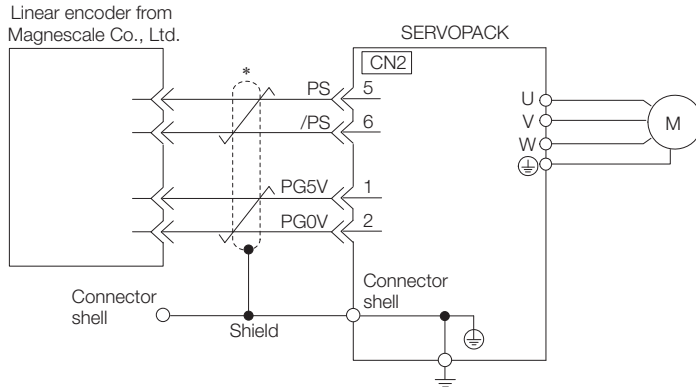 Linear encoder from
Magnescale Co., Ltd.
SERVOPACK
CN2
*
PS 5
/PS 6
PG5V 1
PG0V 2
U
V
W
M
Connector
shell
Shield
Connector
shell